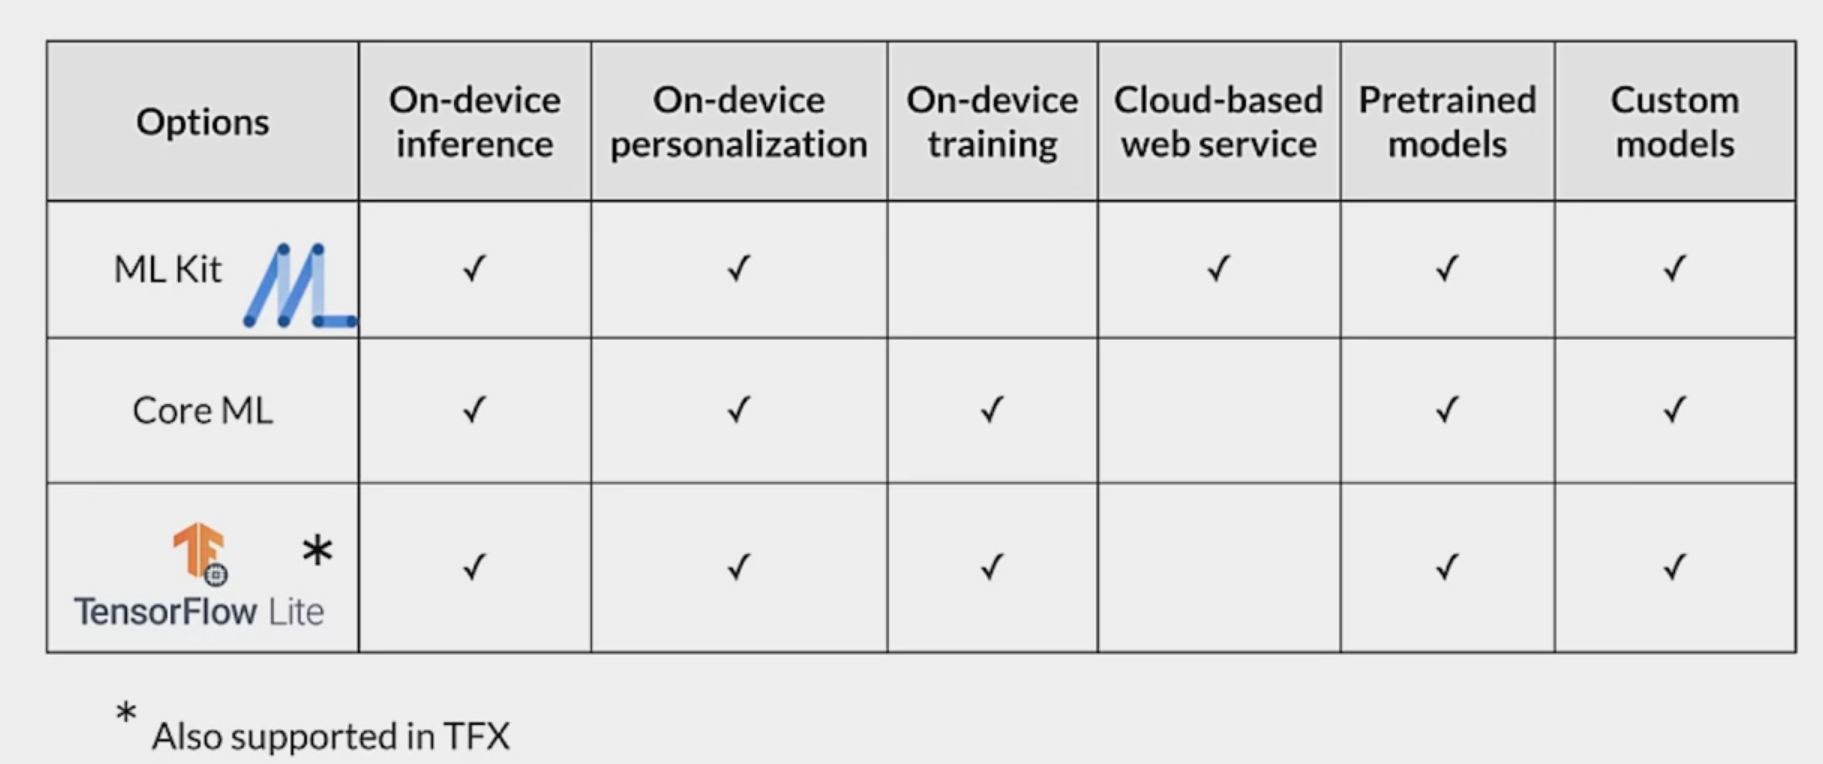 Options
On-device inference
On-device personalization
On-device training
Cloud-based web service
Pretrained models
Custom models
ML Kit ✓ ✓ ✓ ✓ ✓
Core ML ✓ ✓ ✓ ✓ ✓
TensorFlow Lite * ✓ ✓ ✓ ✓ ✓
* Also supported in TFX